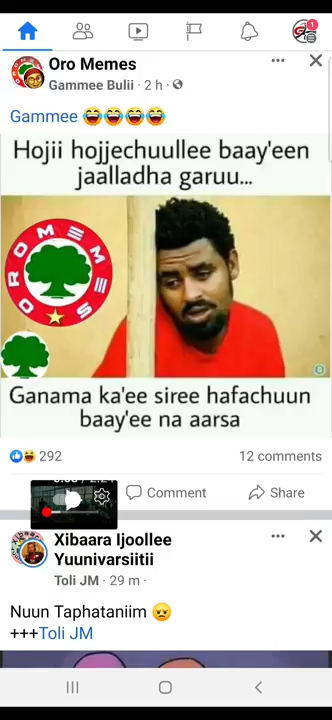 1
Oro Memes
Gammee Bulii · 2 h ·
Gammee 😂😂😂😂
Hojii hojjechuullee baay'een
jaalladha garuu...
OROMEMES
Ganama ka'ee siree hafachuun
baay'ee na aarsa
292
12 comments
Comment
Share
Xibaara Ijoollee
Yuunivarsiitii
Toli JM · 29 m ·
Nuun Taphataniim 😠
+++Toli JM